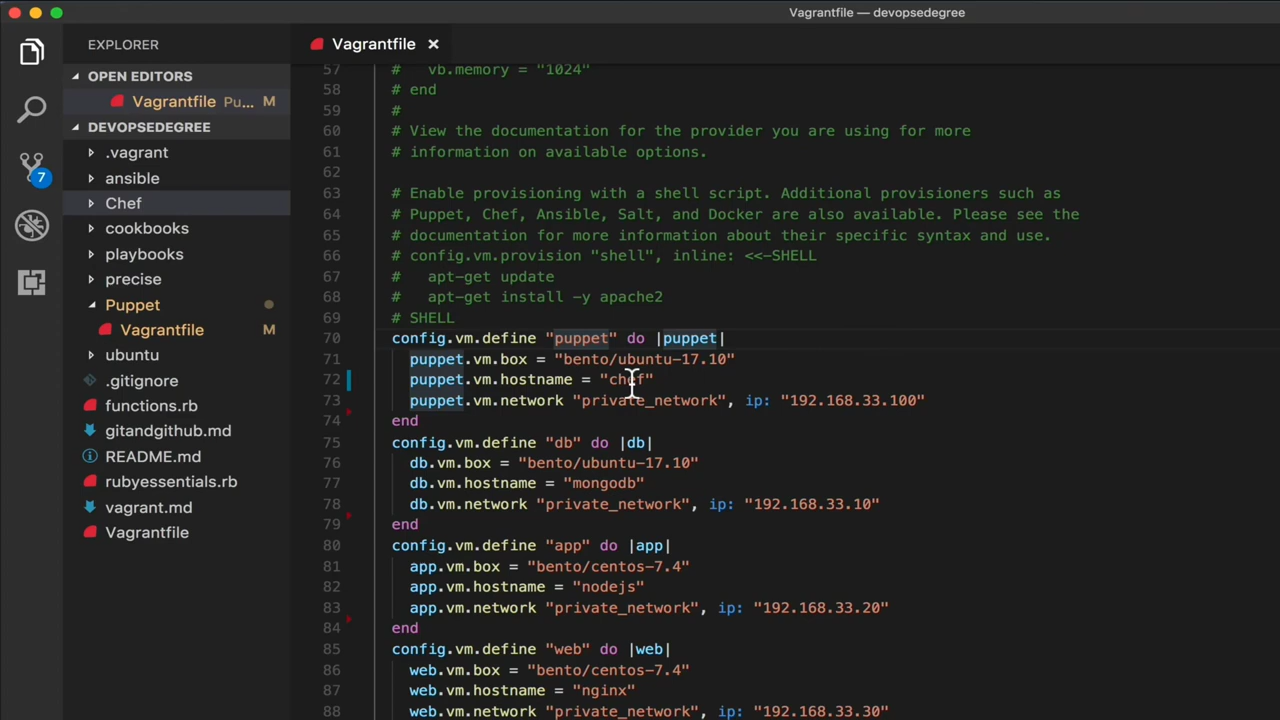 Vagrantfile — devopsedegree
EXPLORER
OPEN EDITORS
Vagrantfile Pu... M
DEVOPSEDEGREE
.vagrant
ansible
Chef
cookbooks
playbooks
precise
Puppet
Vagrantfile M
ubuntu
.gitignore
functions.rb
gitandgithub.md
README.md
rubyessentials.rb
vagrant.md
Vagrantfile
7
Vagrantfile
57 #   vb.memory = "1024"
58 # end
59 #
60 # View the documentation for the provider you are using for more
61 # information on available options.
62
63 # Enable provisioning with a shell script. Additional provisioners such as
64 # Puppet, Chef, Ansible, Salt, and Docker are also available. Please see the
65 # documentation for more information about their specific syntax and use.
66 # config.vm.provision "shell", inline: <<-SHELL
67 #   apt-get update
68 #   apt-get install -y apache2
69 # SHELL
70 config.vm.define "puppet" do |puppet|
71   puppet.vm.box = "bento/ubuntu-17.10"
72   puppet.vm.hostname = "chef"
73   puppet.vm.network "private_network", ip: "192.168.33.100"
74 end
75 config.vm.define "db" do |db|
76   db.vm.box = "bento/ubuntu-17.10"
77   db.vm.hostname = "mongodb"
78   db.vm.network "private_network", ip: "192.168.33.10"
79 end
80 config.vm.define "app" do |app|
81   app.vm.box = "bento/centos-7.4"
82   app.vm.hostname = "nodejs"
83   app.vm.network "private_network", ip: "192.168.33.20"
84 end
85 config.vm.define "web" do |web|
86   web.vm.box = "bento/centos-7.4"
87   web.vm.hostname = "nginx"
88   web.vm.network "private_network", ip: "192.168.33.30"